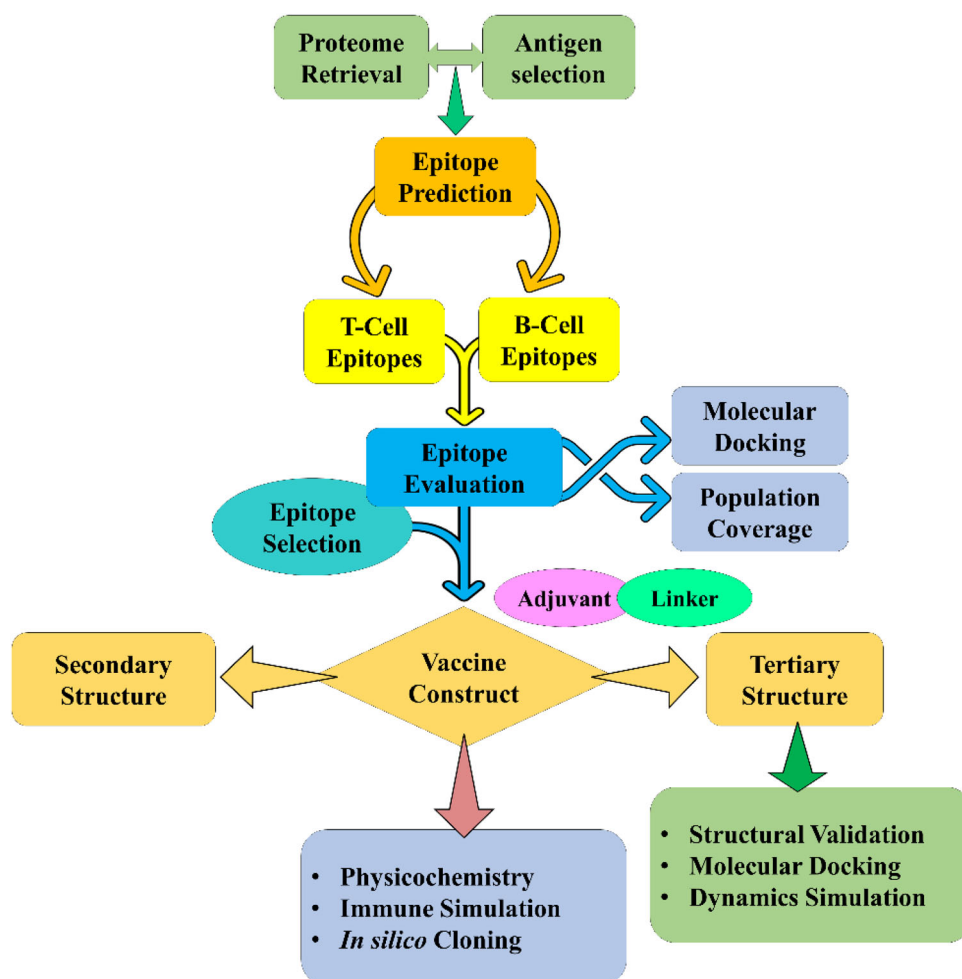 Proteome
Retrieval
Antigen
selection
Epitope
Prediction
T-Cell
Epitopes
B-Cell
Epitopes
Molecular
Docking
Epitope
Evaluation
Population
Coverage
Epitope
Selection
Adjuvant
Linker
Secondary
Structure
Vaccine
Construct
Tertiary
Structure
• Structural Validation
• Molecular Docking
• Dynamics Simulation
• Physicochemistry
• Immune Simulation
• In silico Cloning